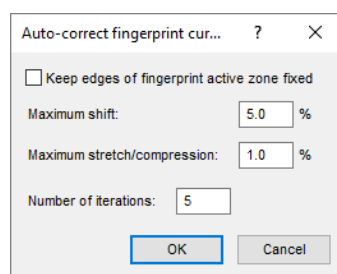 Auto-correct fingerprint cur... ?
Keep edges of fingerprint active zone fixed
Maximum shift: 5.0 %
Maximum stretch/compression: 1.0 %
Number of iterations: 5
OK Cancel